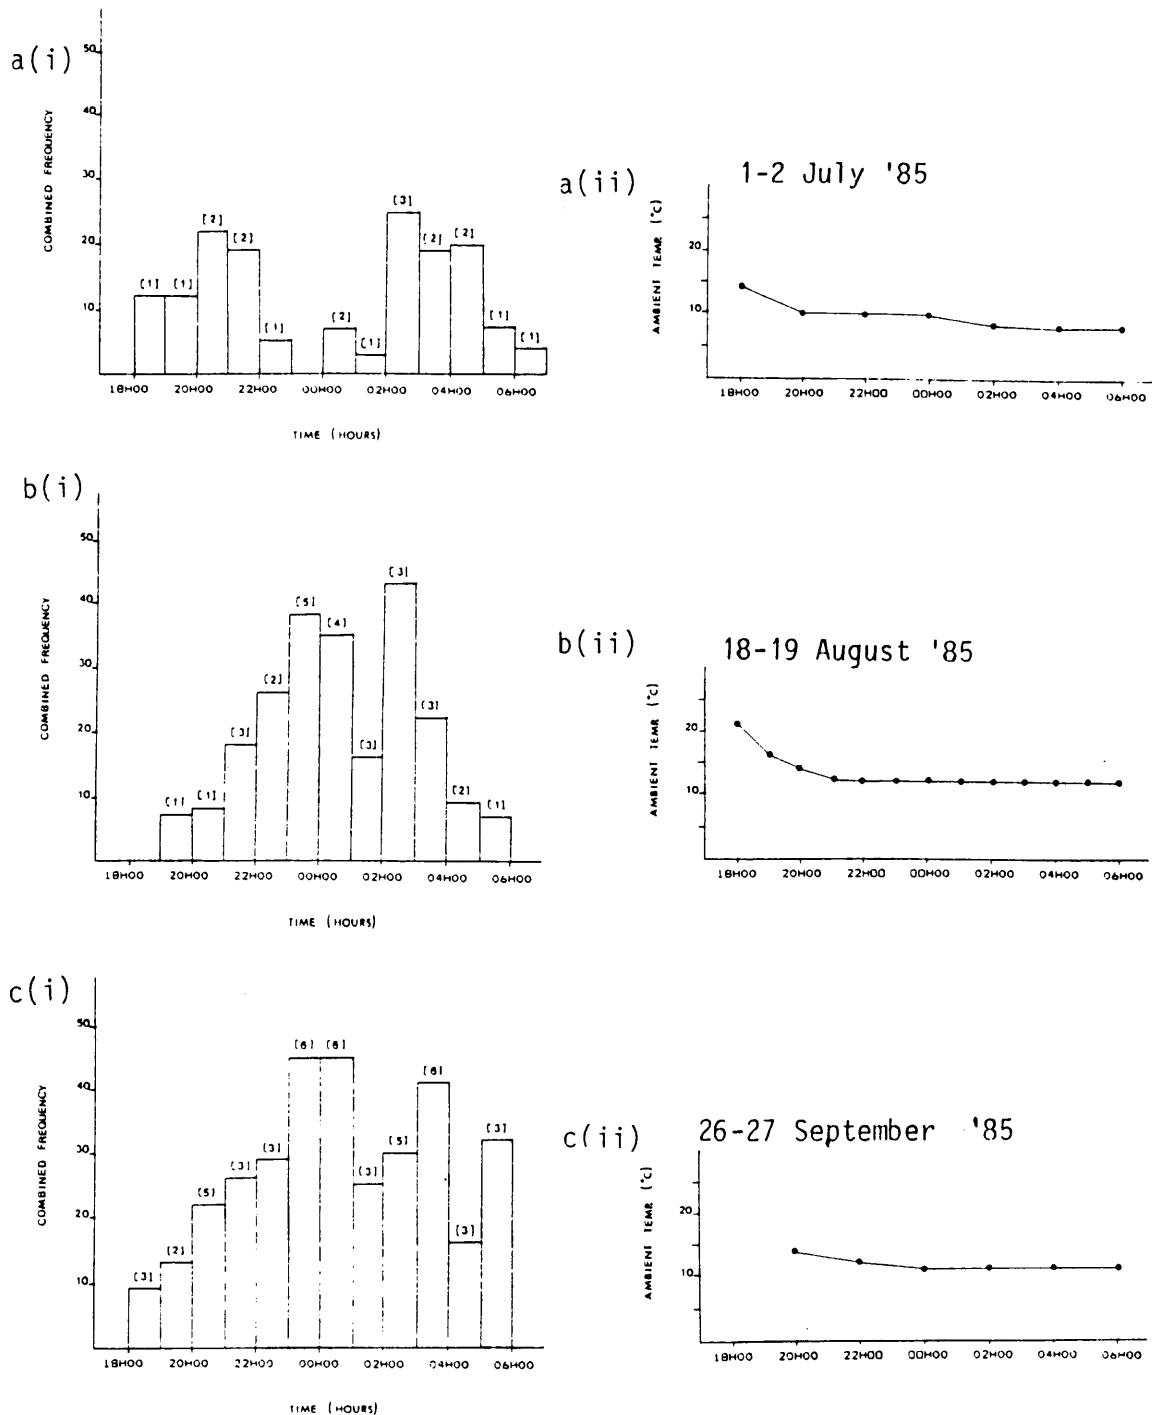 a(i)
COMBINED FREQUENCY
50
40
30
20
10
[1] [1] [2] [2] [1] [2] [1] [3] [2] [2] [1] [1]
18H00 20H00 22H00 00H00 02H00 04H00 06H00
TIME (HOURS)
a(ii) 1-2 July '85
AMBIENT TEMP. (°C)
20
10
18H00 20H00 22H00 00H00 02H00 04H00 06H00
b(i)
COMBINED FREQUENCY
50
40
30
20
10
[1] [1] [3] [2] [5] [4] [3] [3] [3] [2] [1]
18H00 20H00 22H00 00H00 02H00 04H00 06H00
TIME (HOURS)
b(ii) 18-19 August '85
AMBIENT TEMP. (°C)
20
10
18H00 20H00 22H00 00H00 02H00 04H00 06H00
c(i)
COMBINED FREQUENCY
50
40
30
20
10
[3] [2] [5] [3] [3] [6] [6] [3] [5] [6] [3] [3]
18H00 20H00 22H00 00H00 02H00 04H00 06H00
TIME (HOURS)
c(ii) 26-27 September '85
AMBIENT TEMP. (°C)
20
10
18H00 20H00 22H00 00H00 02H00 04H00 06H00